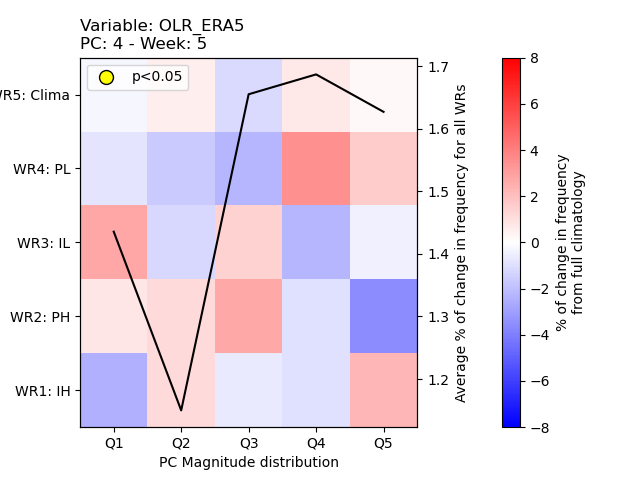 Variable: OLR_ERA5
PC: 4 - Week: 5
p<0.05
WR5: Clima
WR4: PL
WR3: IL
WR2: PH
WR1: IH
Q1 Q2 Q3 Q4 Q5
PC Magnitude distribution
1.7
1.6
1.5
1.4
1.3
1.2
Average % of change in frequency for all WRs
8
6
4
2
0
−2
−4
−6
−8
% of change in frequency
from full climatology